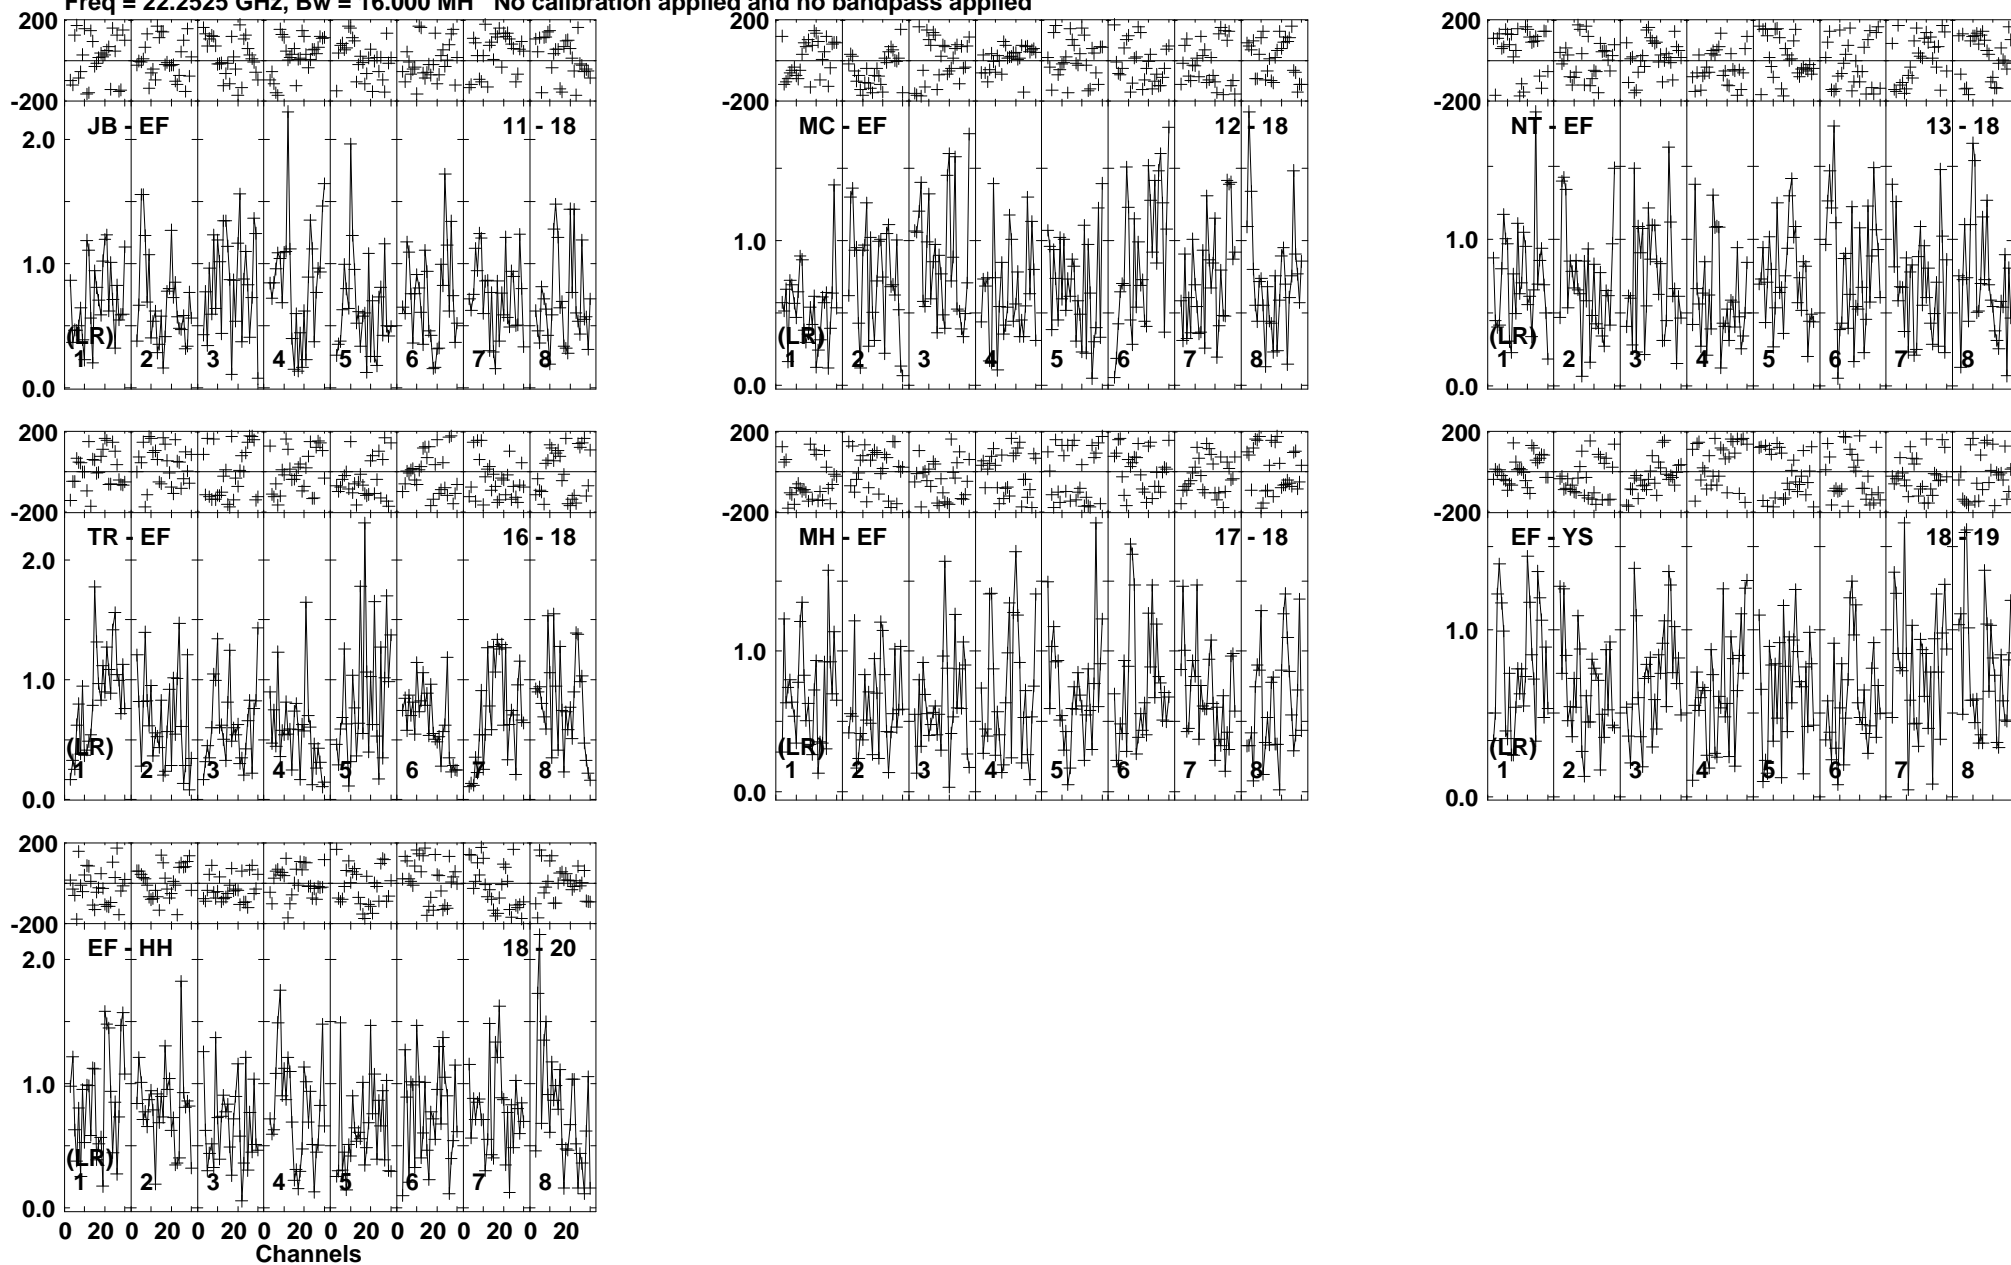 Freq = 22.2525 GHz, Bw = 16.000 MH No calibration applied and no bandpass applied
200 200 200
-200 -200 -200
JB - EF 11 - 18 MC - EF 12 - 18 NT - EF 13 - 18
2.0
1.0 1.0 1.0
(LR) (LR) (LR)
1 2 3 4 5 6 7 8 1 2 3 4 5 6 7 8 1 2 3 4 5 6 7 8
0.0 0.0 0.0
200 200 200
-200 -200 -200
TR - EF 16 - 18 MH - EF 17 - 18 EF - YS 18 - 19
2.0
1.0 1.0 1.0
(LR) (LR) (LR)
1 2 3 4 5 6 7 8 1 2 3 4 5 6 7 8 1 2 3 4 5 6 7 8
0.0 0.0 0.0
200
-200
EF - HH 18 - 20
2.0
1.0
(LR)
1 2 3 4 5 6 7 8
0.0
0 20 0 20 0 20 0 20 0 20 0 20 0 20 0 20
Channels